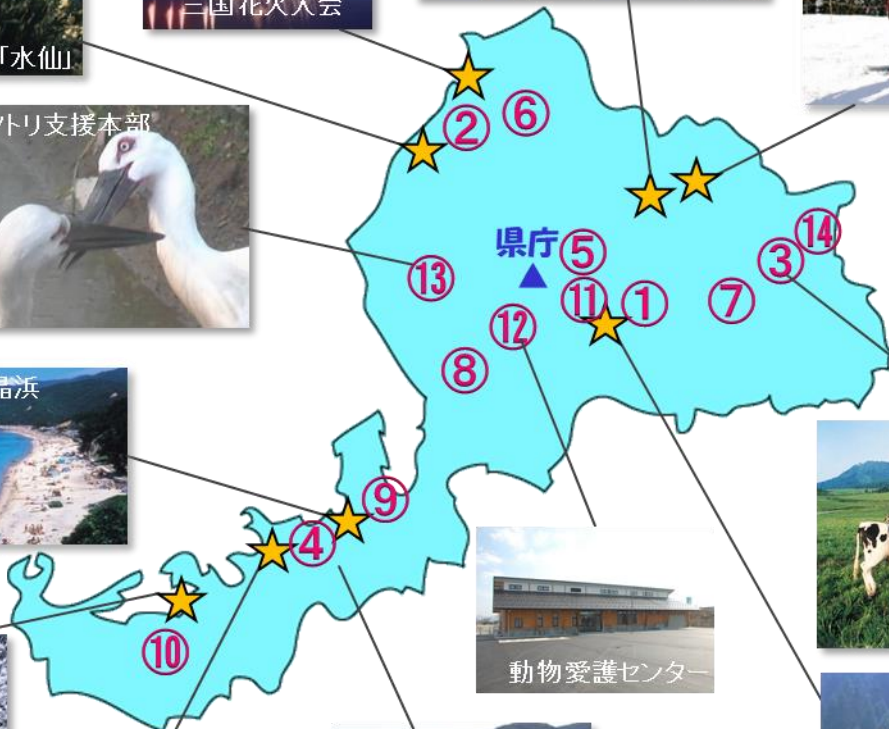 三国花火大会
「水仙」
トリ支援本部
②
⑥
⑭
県庁
⑤
③
⑬
⑪
①
⑦
⑫
⑧
浜
⑨
④
⑩
動物愛護センター